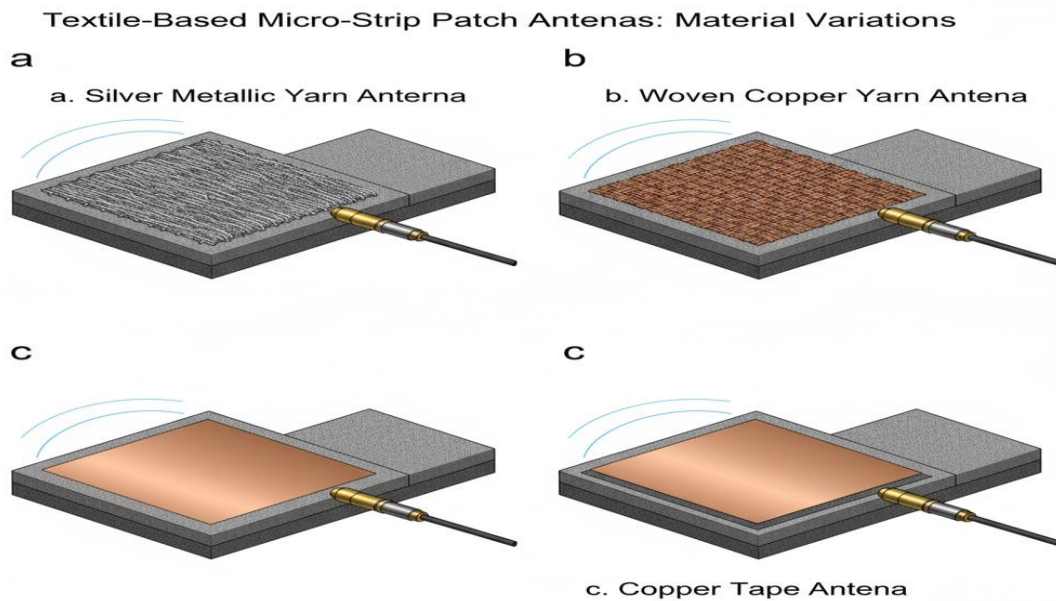 Textile-Based Micro-Strip Patch Antenas: Material Variations
a
b
a. Silver Metallic Yarn Anterna
b. Woven Copper Yarn Antena
c
c
c. Copper Tape Antena